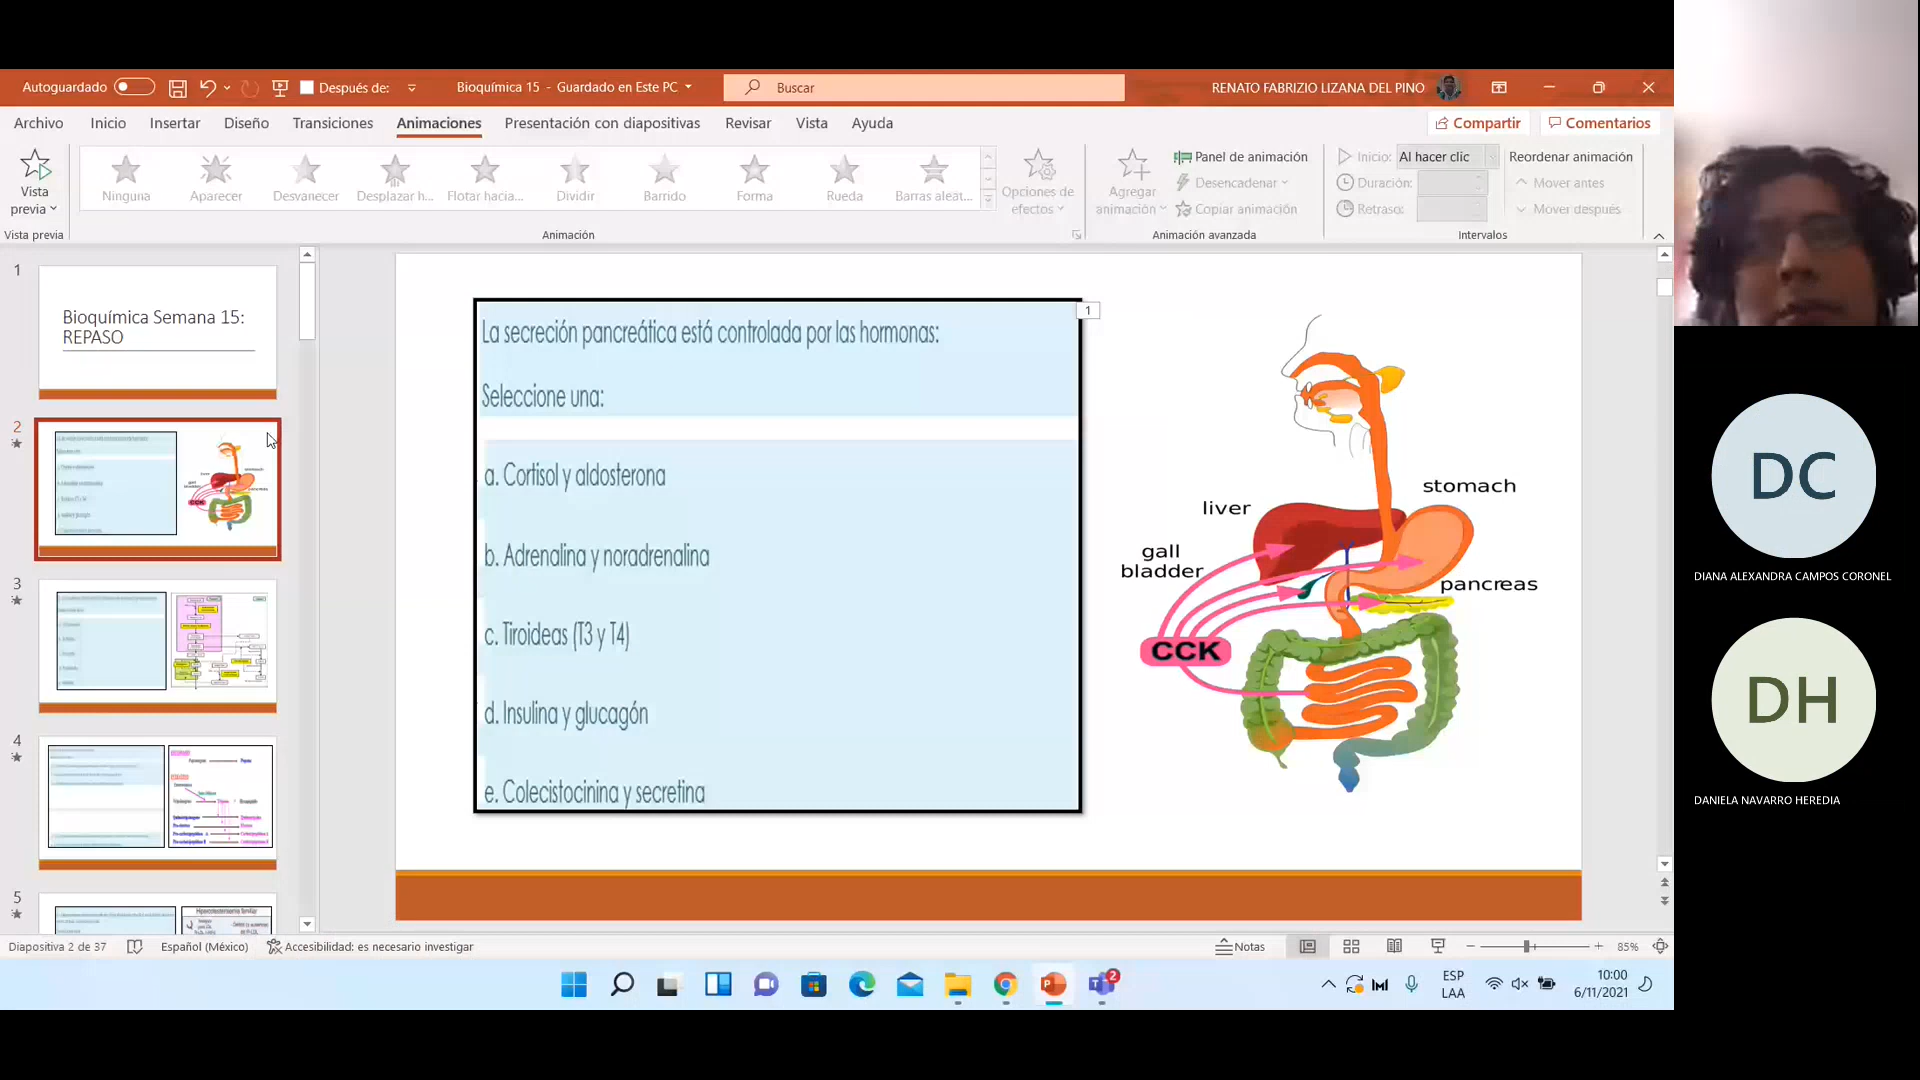 Autoguardado
Después de:
Bioquímica 15 - Guardado en Este PC
Buscar
RENATO FABRIZIO LIZANA DEL PINO
Archivo
Inicio
Insertar
Diseño
Transiciones
Animaciones
Presentación con diapositivas
Revisar
Vista
Ayuda
Compartir
Comentarios
Vista previa
Ninguna
Aparecer
Desvanecer
Desplazar h...
Flotar hacia...
Dividir
Barrido
Forma
Rueda
Barras aleat...
Opciones de efectos
Agregar animación
Panel de animación
Desencadenar
Copiar animación
Inicio: Al hacer clic
Duración:
Retraso:
Reordenar animación
Mover antes
Mover después
Vista previa
Animación
Animación avanzada
Intervalos
1
Bioquímica Semana 15:
REPASO
2
3
4
5
1
La secreción pancreática está controlada por las hormonas:
Seleccione una:
a. Cortisol y aldosterona
b. Adrenalina y noradrenalina
c. Tiroideas (T3 y T4)
d. Insulina y glucagón
e. Colecistocinina y secretina
liver
stomach
gall
bladder
pancreas
CCK
Diapositiva 2 de 37
Español (México)
Accesibilidad: es necesario investigar
Notas
85%
2
ESP
LAA
10:00
6/11/2021
DC
DIANA ALEXANDRA CAMPOS CORONEL
DH
DANIELA NAVARRO HEREDIA